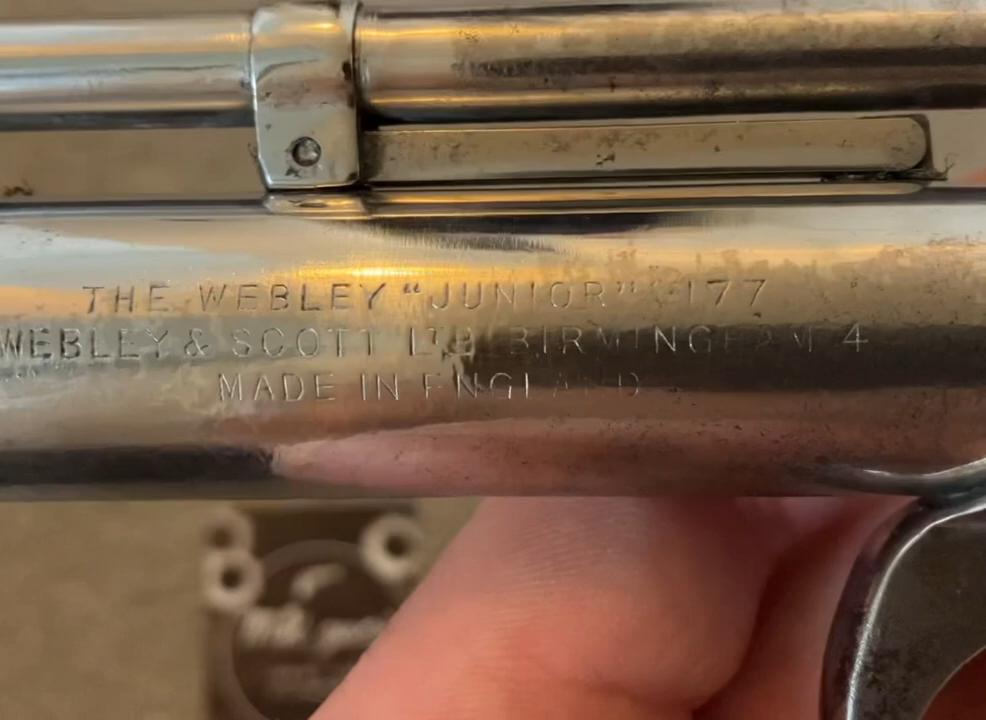 THE WEBLEY "JUNIOR" ·177
WEBLEY & SCOTT LTD BIRMINGHAM 4
MADE IN ENGLAND